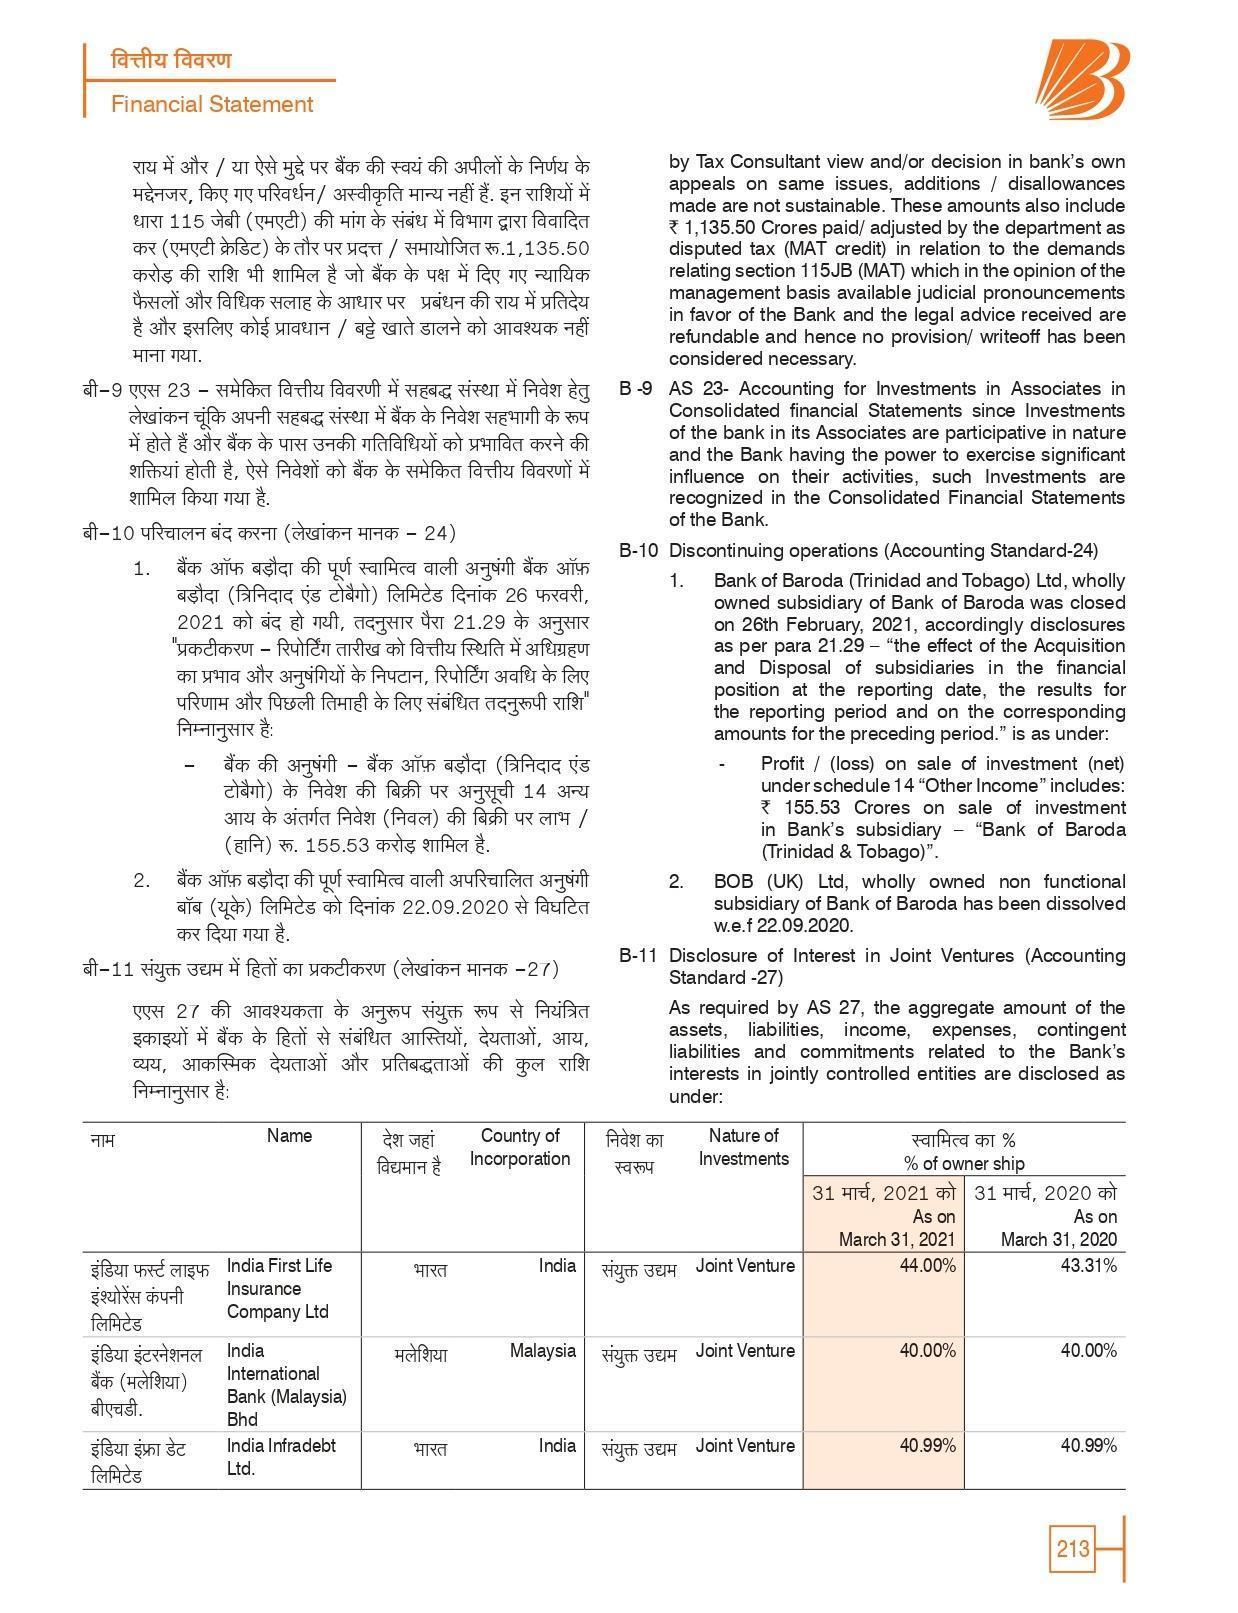 वित्तीय विवरण
Financial Statement
राय में और / या ऐसे मुद्दे पर बैंक की स्वयं की अपीलों के निर्णय के
मद्देनजर, किए गए परिवर्धन/ अस्वीकृति मान्य नहीं हैं. इन राशियों में
धारा 115 जेबी (एमएटी) की मांग के संबंध में विभाग द्वारा विवादित
कर (एमएटी क्रेडिट) के तौर पर प्रदत्त / समायोजित रू.1,135.50
करोड़ की राशि भी शामिल है जो बैंक के पक्ष में दिए गए न्यायिक
फैसलों और विधिक सलाह के आधार पर प्रबंधन की राय में प्रतिदेय
है और इसलिए कोई प्रावधान / बट्टे खाते डालने को आवश्यक नहीं
माना गया.
बी–9 एएस 23 – समेकित वित्तीय विवरणी में सहबद्ध संस्था में निवेश हेतु
लेखांकन चूंकि अपनी सहबद्ध संस्था में बैंक के निवेश सहभागी के रूप
में होते हैं और बैंक के पास उनकी गतिविधियों को प्रभावित करने की
शक्तियां होती है, ऐसे निवेशों को बैंक के समेकित वित्तीय विवरणों में
शामिल किया गया है.
बी–10 परिचालन बंद करना (लेखांकन मानक – 24)
1. बैंक ऑफ बड़ौदा की पूर्ण स्वामित्व वाली अनुषंगी बैंक ऑफ़
बड़ौदा (त्रिनिदाद एंड टोबैगो) लिमिटेड दिनांक 26 फरवरी,
2021 को बंद हो गयी, तदनुसार पैरा 21.29 के अनुसार
"प्रकटीकरण – रिपोर्टिंग तारीख को वित्तीय स्थिति में अधिग्रहण
का प्रभाव और अनुषंगियों के निपटान, रिपोर्टिंग अवधि के लिए
परिणाम और पिछली तिमाही के लिए संबंधित तदनुरूपी राशि"
निम्नानुसार है:
– बैंक की अनुषंगी – बैंक ऑफ़ बड़ौदा (त्रिनिदाद एंड
टोबैगो) के निवेश की बिक्री पर अनुसूची 14 अन्य
आय के अंतर्गत निवेश (निवल) की बिक्री पर लाभ /
(हानि) रू. 155.53 करोड़ शामिल है.
2. बैंक ऑफ़ बड़ौदा की पूर्ण स्वामित्व वाली अपरिचालित अनुषंगी
बॉब (यूके) लिमिटेड को दिनांक 22.09.2020 से विघटित
कर दिया गया है.
बी–11 संयुक्त उद्यम में हितों का प्रकटीकरण (लेखांकन मानक –27)
एएस 27 की आवश्यकता के अनुरूप संयुक्त रूप से नियंत्रित
इकाइयों में बैंक के हितों से संबंधित आस्तियों, देयताओं, आय,
व्यय, आकस्मिक देयताओं और प्रतिबद्धताओं की कुल राशि
निम्नानुसार है:
by Tax Consultant view and/or decision in bank's own
appeals on same issues, additions / disallowances
made are not sustainable. These amounts also include
₹ 1,135.50 Crores paid/ adjusted by the department as
disputed tax (MAT credit) in relation to the demands
relating section 115JB (MAT) which in the opinion of the
management basis available judicial pronouncements
in favor of the Bank and the legal advice received are
refundable and hence no provision/ writeoff has been
considered necessary.
B -9 AS 23- Accounting for Investments in Associates in
Consolidated financial Statements since Investments
of the bank in its Associates are participative in nature
and the Bank having the power to exercise significant
influence on their activities, such Investments are
recognized in the Consolidated Financial Statements
of the Bank.
B-10 Discontinuing operations (Accounting Standard-24)
1. Bank of Baroda (Trinidad and Tobago) Ltd, wholly
owned subsidiary of Bank of Baroda was closed
on 26th February, 2021, accordingly disclosures
as per para 21.29 – “the effect of the Acquisition
and Disposal of subsidiaries in the financial
position at the reporting date, the results for
the reporting period and on the corresponding
amounts for the preceding period.” is as under:
- Profit / (loss) on sale of investment (net)
under schedule 14 “Other Income” includes:
₹ 155.53 Crores on sale of investment
in Bank's subsidiary – “Bank of Baroda
(Trinidad & Tobago)”.
2. BOB (UK) Ltd, wholly owned non functional
subsidiary of Bank of Baroda has been dissolved
w.e.f 22.09.2020.
B-11 Disclosure of Interest in Joint Ventures (Accounting
Standard -27)
As required by AS 27, the aggregate amount of the
assets, liabilities, income, expenses, contingent
liabilities and commitments related to the Bank's
interests in jointly controlled entities are disclosed as
under:
नाम Name देश जहां Country of निवेश का Nature of स्वामित्व का %
विद्यमान है Incorporation स्वरूप Investments % of owner ship
31 मार्च, 2021 को 31 मार्च, 2020 को
As on As on
March 31, 2021 March 31, 2020
इंडिया फर्स्ट लाइफ India First Life भारत India संयुक्त उद्यम Joint Venture 44.00% 43.31%
इंश्योरेंस कंपनी Insurance
लिमिटेड Company Ltd
इंडिया इंटरनेशनल India मलेशिया Malaysia संयुक्त उद्यम Joint Venture 40.00% 40.00%
बैंक (मलेशिया) International
बीएचडी. Bank (Malaysia)
Bhd
इंडिया इंफ्रा डेट India Infradebt भारत India संयुक्त उद्यम Joint Venture 40.99% 40.99%
लिमिटेड Ltd.
213